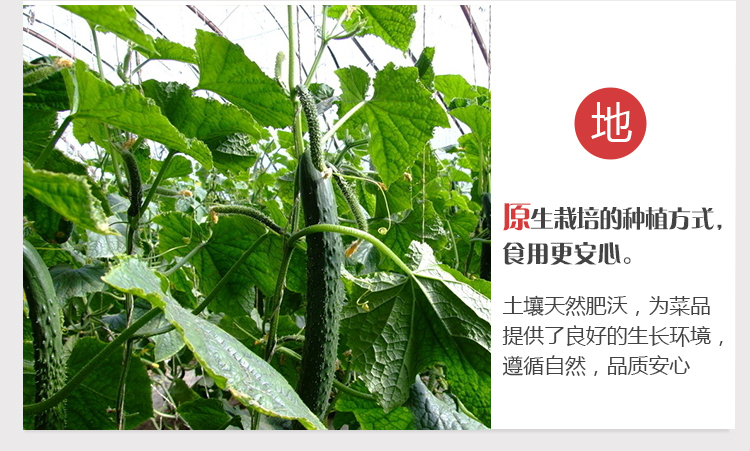 地
原生栽培的种植方式，
食用更安心。
土壤天然肥沃，为菜品
提供了良好的生长环境，
遵循自然，品质安心